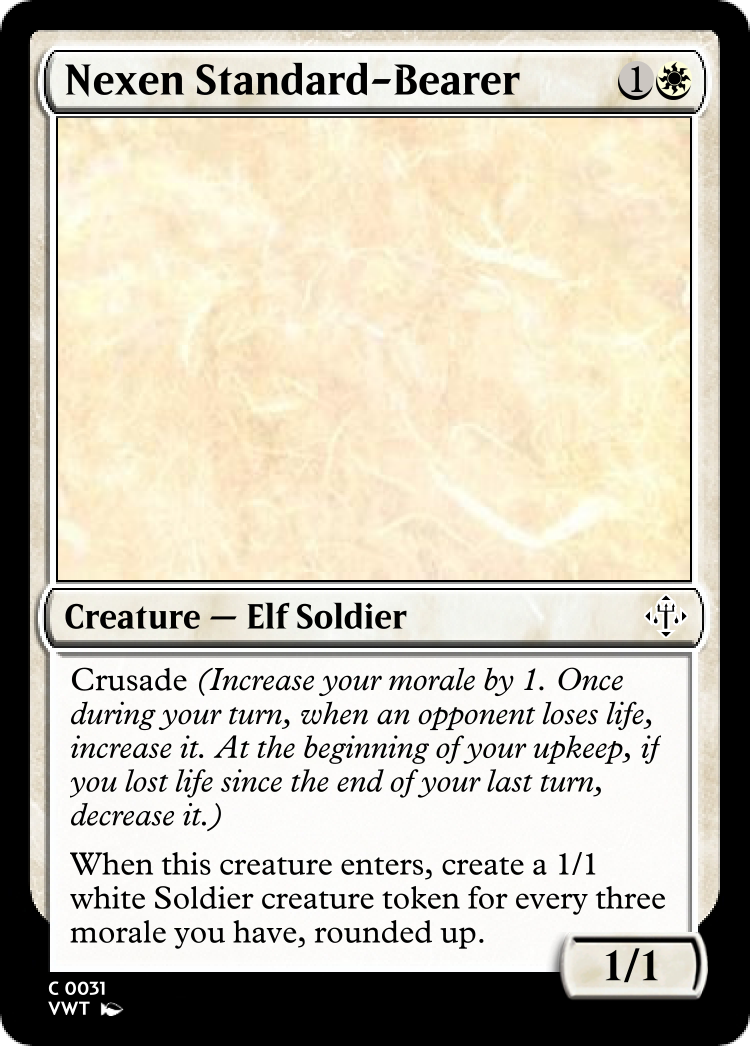 Nexen Standard-Bearer 1
Creature — Elf Soldier
Crusade (Increase your morale by 1. Once
during your turn, when an opponent loses life,
increase it. At the beginning of your upkeep, if
you lost life since the end of your last turn,
decrease it.)
When this creature enters, create a 1/1
white Soldier creature token for every three
morale you have, rounded up.
1/1
C 0031
VWT